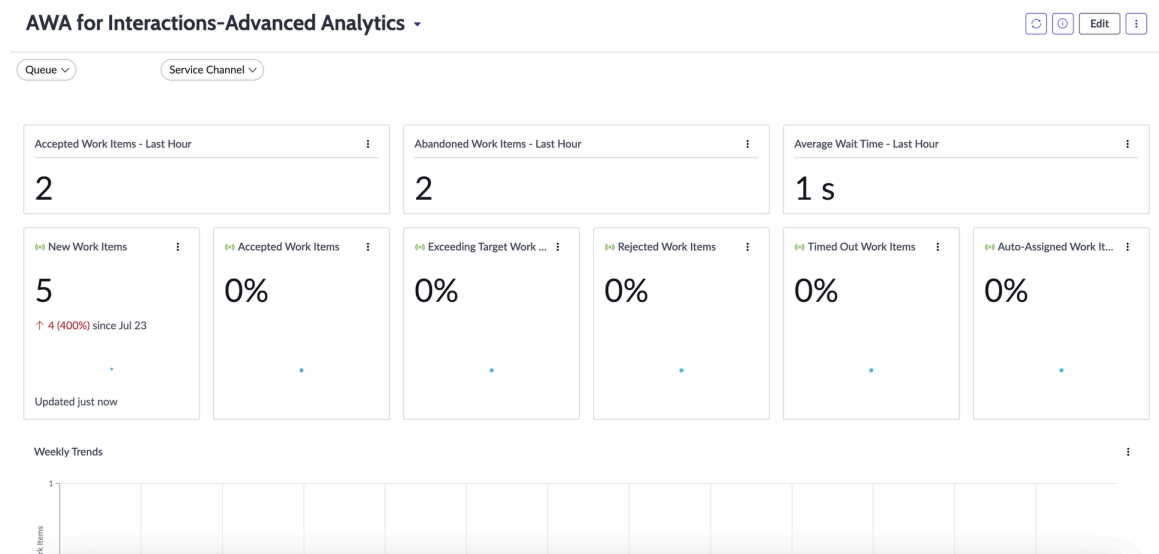 AWA for Interactions-Advanced Analytics
Edit
Queue
Service Channel
Accepted Work Items - Last Hour
2
Abandoned Work Items - Last Hour
2
Average Wait Time - Last Hour
1 s
New Work Items
5
↑ 4 (400%) since Jul 23
Updated just now
Accepted Work Items
0%
Exceeding Target Work ...
0%
Rejected Work Items
0%
Timed Out Work Items
0%
Auto-Assigned Work It...
0%
Weekly Trends
1
Items